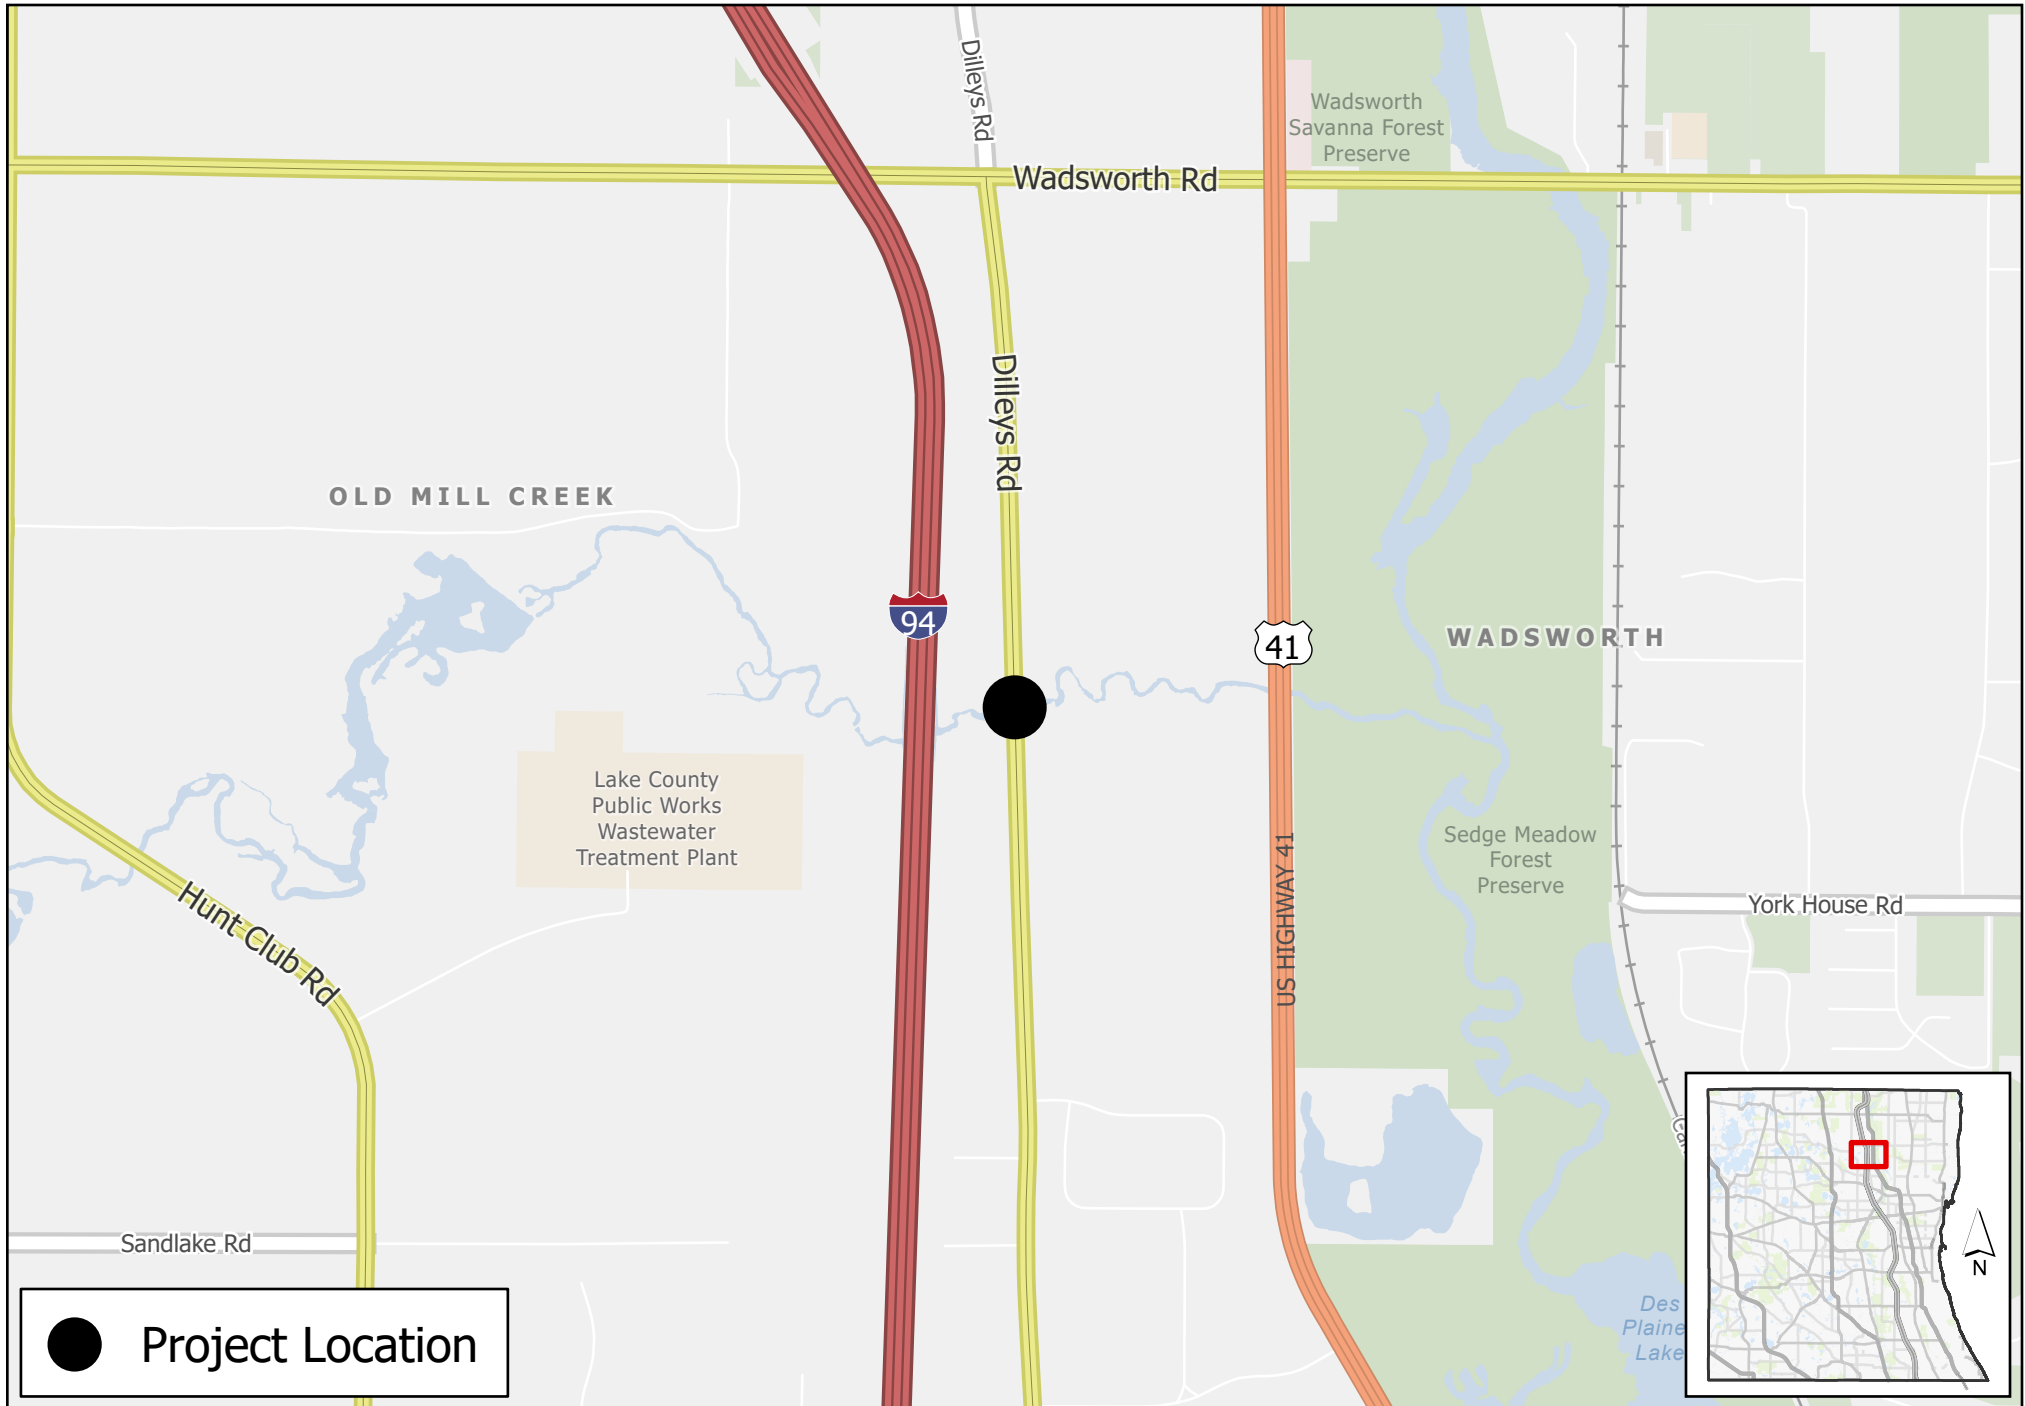 Dilleys Rd
Wadsworth
Savanna Forest
Preserve
Wadsworth Rd
Dilleys Rd
OLD MILL CREEK
94
41
WADSWORTH
Lake County
Public Works
Wastewater
Treatment Plant
Sedge Meadow
Forest
Preserve
US HIGHWAY 41
York House Rd
Hunt Club Rd
Sandlake Rd
N
Des
Plaine
Lake
Project Location